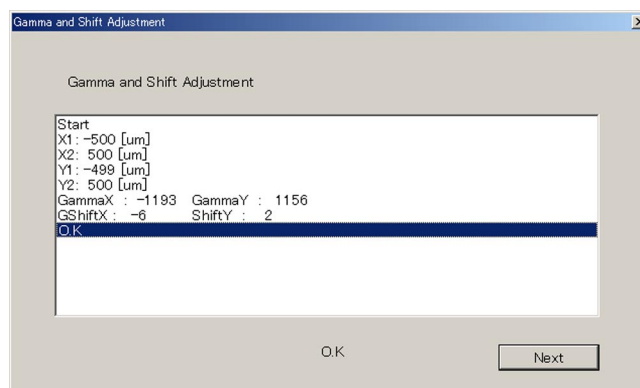 Gamma and Shift Adjustment
Gamma and Shift Adjustment
Start
X1: -500 [um]
X2: 500 [um]
Y1: -499 [um]
Y2: 500 [um]
GammaX : -1193 GammaY : 1156
GShiftX : -6 ShiftY : 2
O.K
O.K
Next